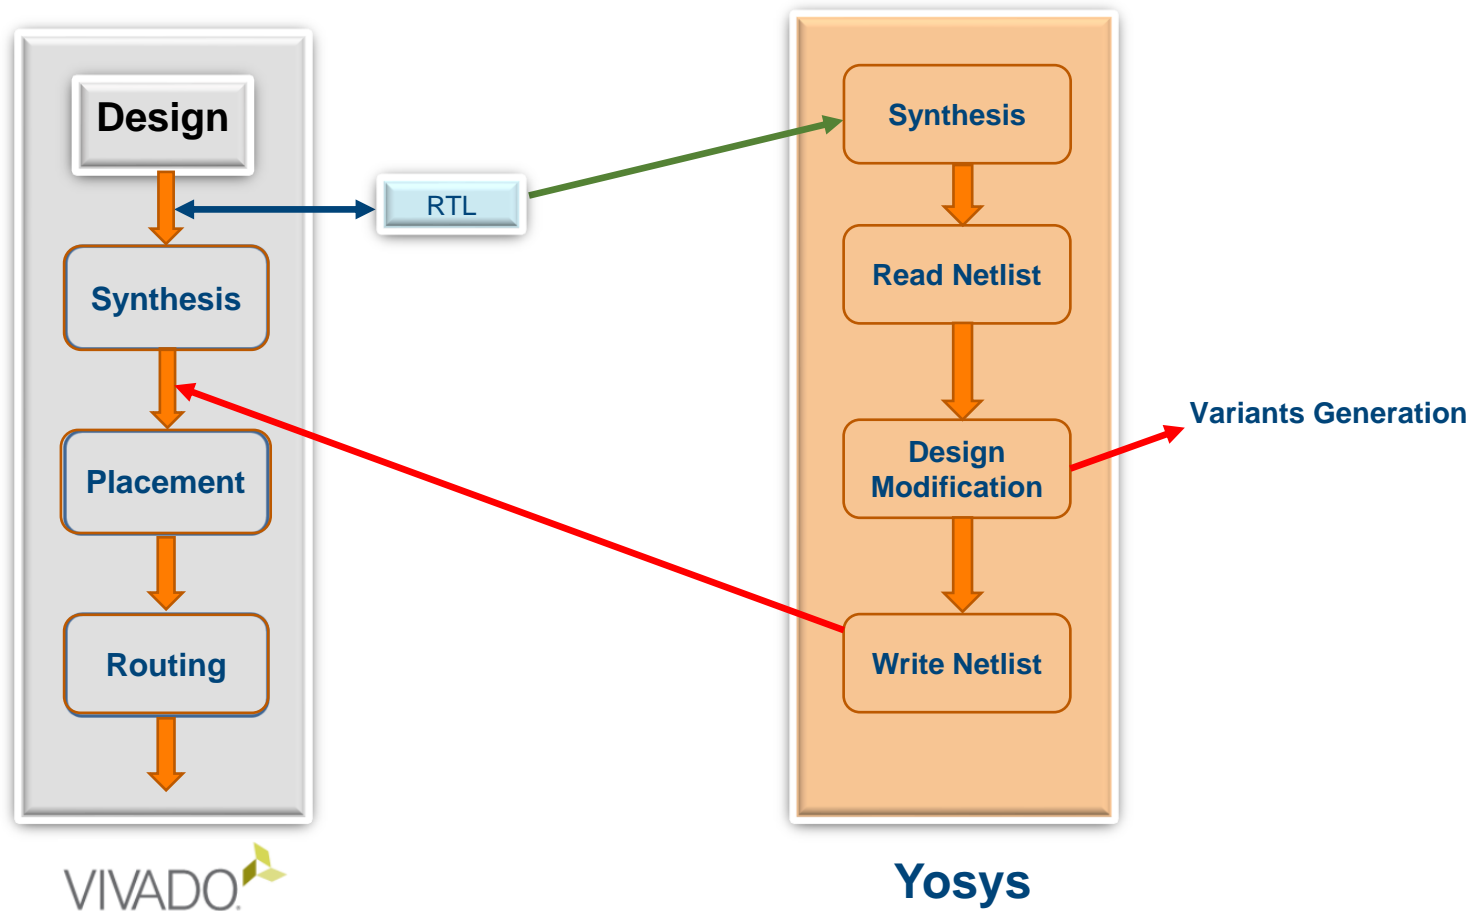 Design
RTL
Synthesis
Placement
Routing
VIVADO.
Synthesis
Read Netlist
Design
Modification
Write Netlist
Variants Generation
Yosys